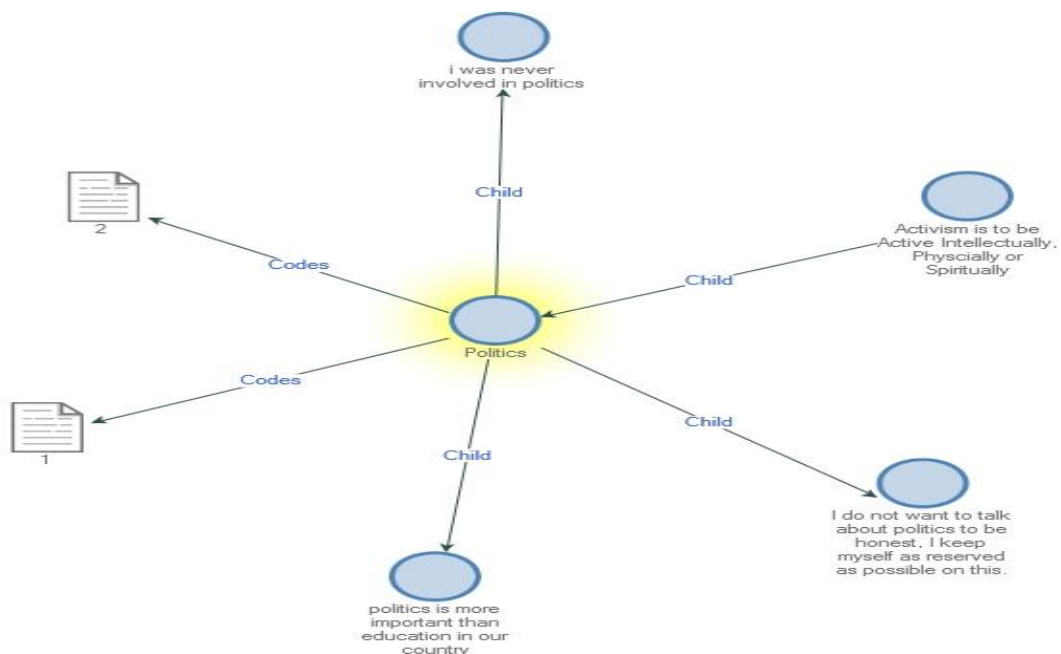 i was never
involved in politics
Child
2
Activism is to be
Active Intellectually,
Physcially or
Spiritually
Codes
Child
Politics
Codes
Child
Child
1
I do not want to talk
about politics to be
honest, I keep
myself as reserved
as possible on this.
politics is more
important than
education in our
country